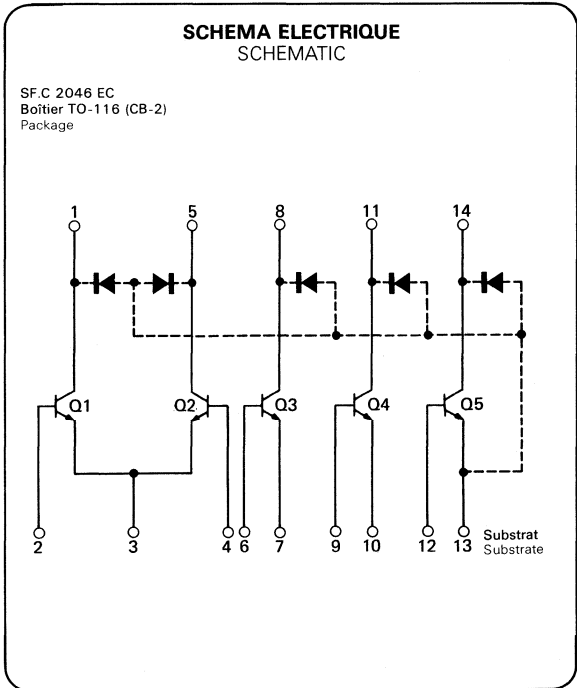 SCHEMA ELECTRIQUE
SCHEMATIC
SF.C 2046 EC
Boîtier TO-116 (CB-2)
Package
1 5 8 11 14
Q1 Q2 Q3 Q4 Q5
2 3 4 6 7 9 10 12 13 Substrat
Substrate